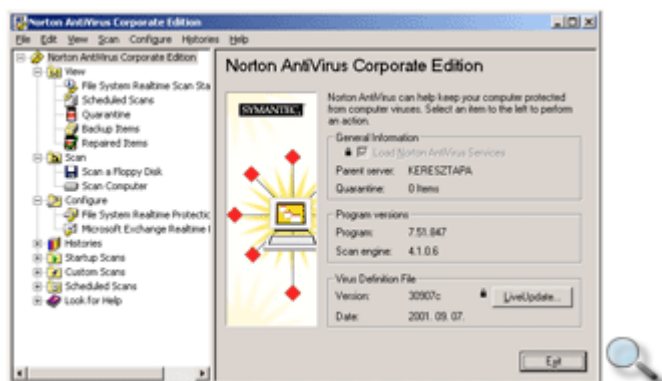 Norton AntiVirus Corporate Edition
File Edit View Scan Configure Histories Help
Norton AntiVirus Corporate Edition
View
File System Realtime Scan Sta
Scheduled Scans
Quarantine
Backup Items
Repaired Items
Scan
Scan a Floppy Disk
Scan Computer
Configure
File System Realtime Protectic
Microsoft Exchange Realtime
Histories
Startup Scans
Custom Scans
Scheduled Scans
Look for Help
Norton AntiVirus Corporate Edition
SYMANTEC.
Norton AntiVirus can help keep your computer protected
from computer viruses. Select an item to the left to perform
an action.
General Information
Load Norton AntiVirus Services
Parent server: KERESZTAPA
Quarantine: 0 Items
Program versions
Program: 7.51.847
Scan engine: 4.1.0.6
Virus Definition File
Version: 30907c
LiveUpdate...
Date: 2001. 09. 07.
Exit